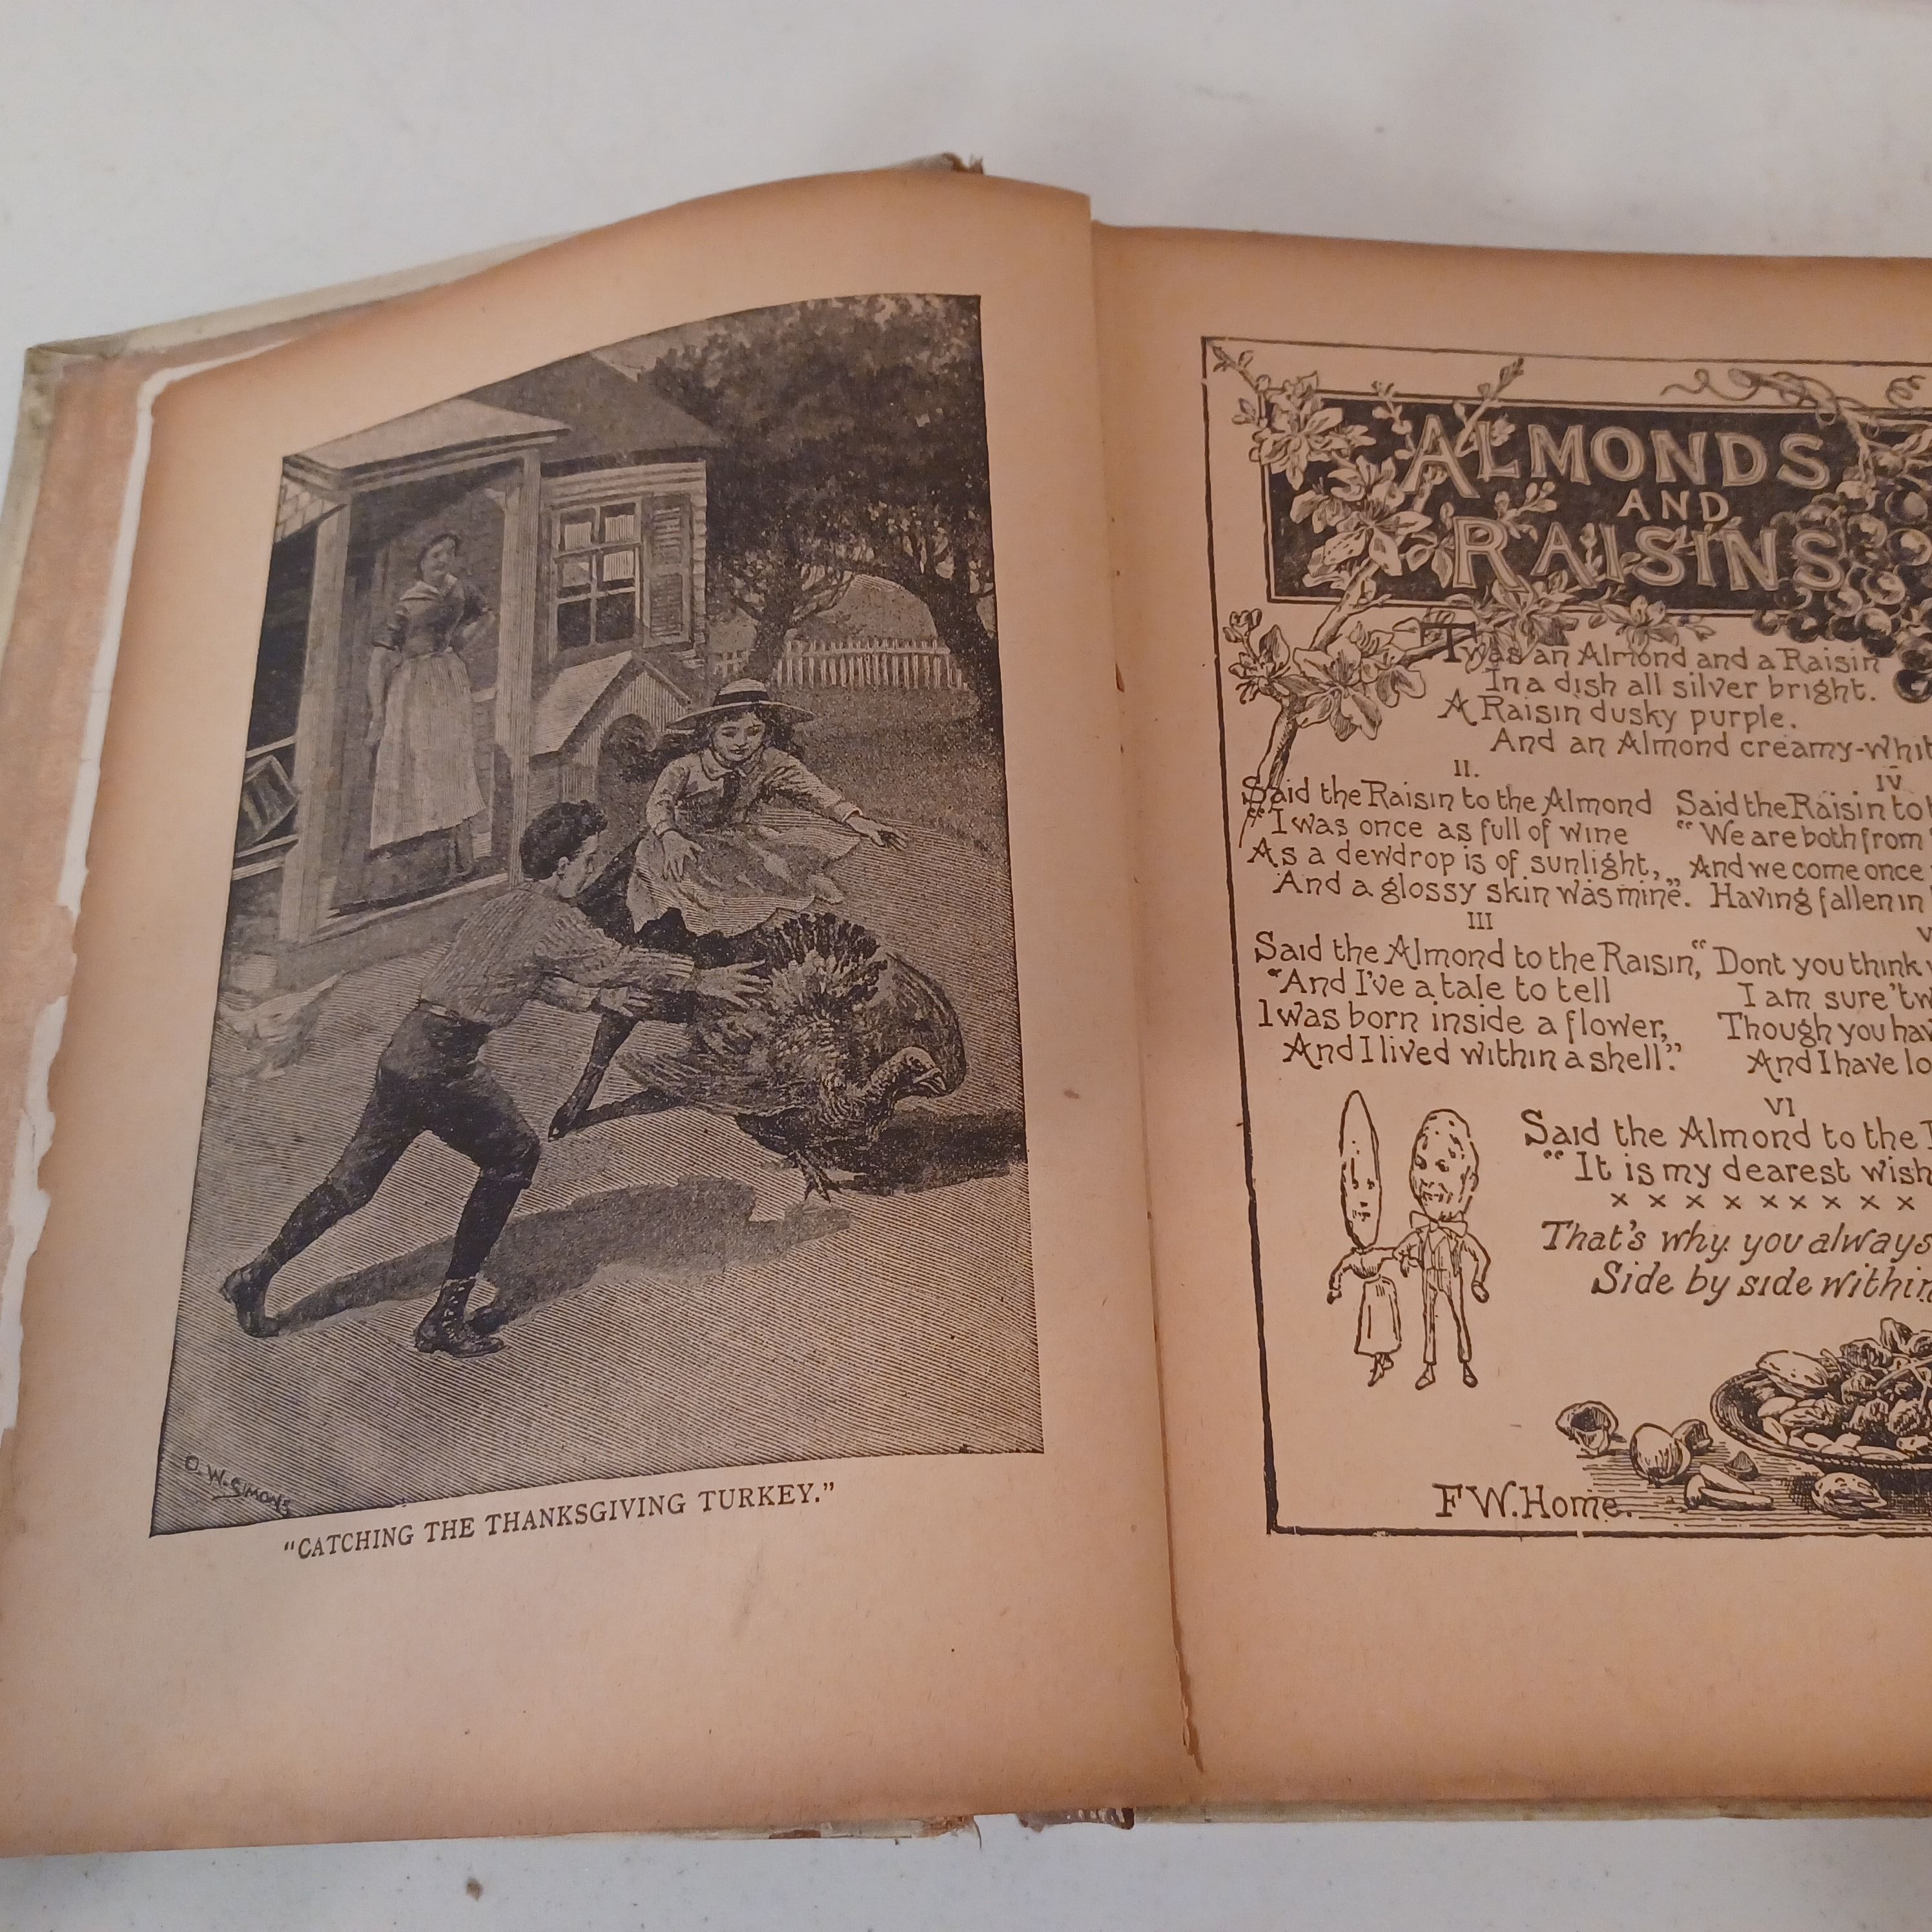 O. W. SIMONS
"CATCHING THE THANKSGIVING TURKEY."
ALMONDS
AND
RAISINS
Twas an Almond and a Raisin
In a dish all silver bright.
A Raisin dusky purple.
And an Almond creamy-whit
II.
Said the Raisin to the Almond
"I was once as full of wine
As a dewdrop is of sunlight,
And a glossy skin was mine".
III
Said the Almond to the Raisin,
"And I've a tale to tell
I was born inside a flower,
And I lived within a shell".
IV
Said the Raisin to
"We are both from
And we come once
Having fallen in
V
"Dont you think
I am sure 'tw
Though you hav
And I have lo
VI
Said the Almond to the
"It is my dearest wish
x x x x x x x x x
That's why you always
Side by side within
F W. Home.